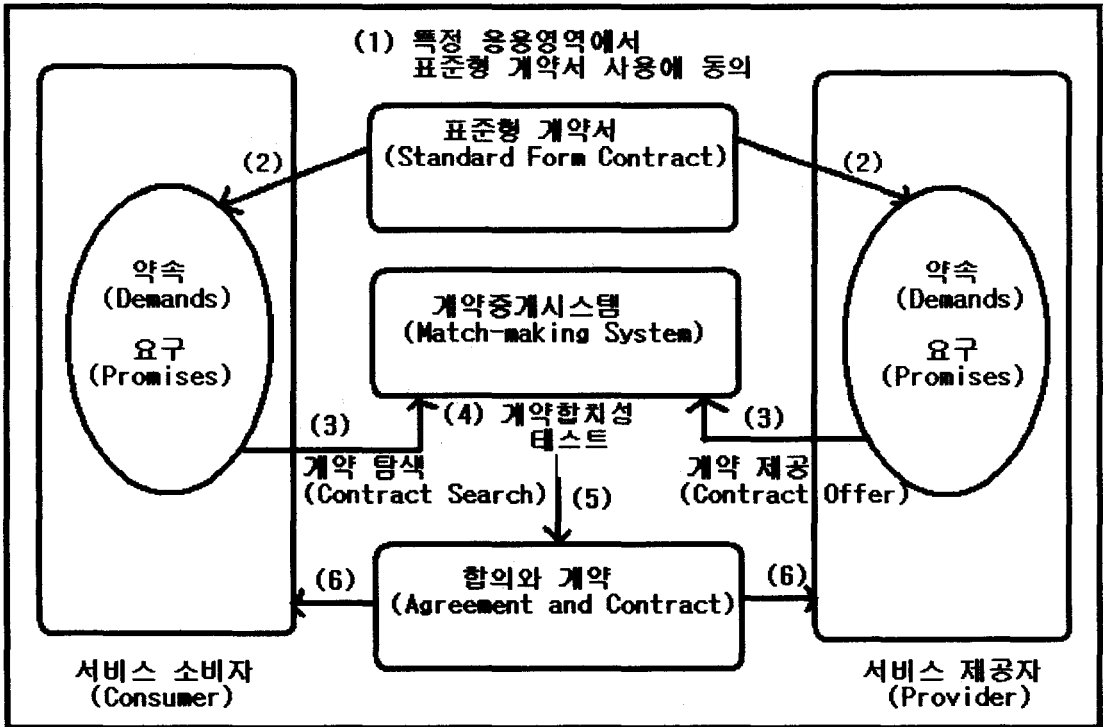 (1) 특정 응용영역에서
표준형 계약서 사용에 동의
표준형 계약서
(Standard Form Contract)
(2)
(2)
약속
(Demands)
요구
(Promises)
계약중개시스템
(Match-making System)
약속
(Demands)
요구
(Promises)
(3)
계약 탐색
(Contract Search)
(4) 계약합치성
테스트
(3)
계약 제공
(Contract Offer)
(5)
(6)
합의와 계약
(Agreement and Contract)
(6)
서비스 소비자
(Consumer)
서비스 제공자
(Provider)